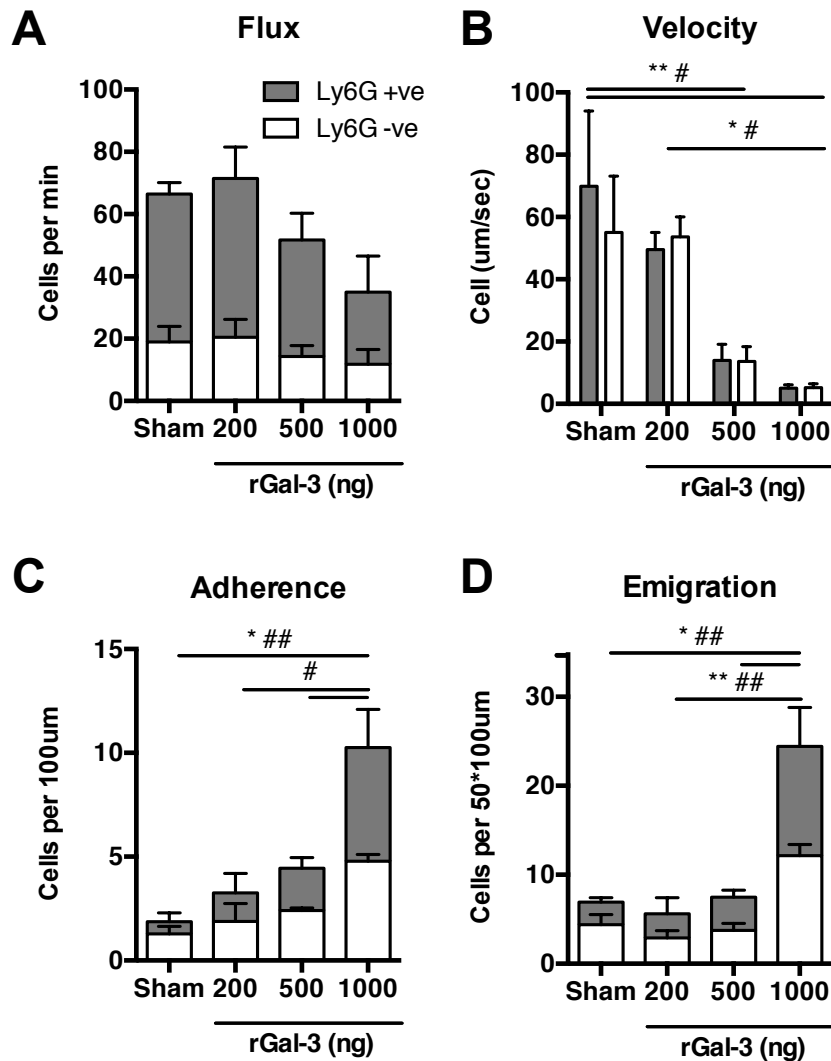 A
Flux
100
80
60
40
20
0
Cells per min
Ly6G +ve
Ly6G -ve
Sham 200 500 1000
rGal-3 (ng)
B
Velocity
** #
* #
100
80
60
40
20
0
Cell (um/sec)
Sham 200 500 1000
rGal-3 (ng)
C
Adherence
* ##
#
15
10
5
0
Cells per 100um
Sham 200 500 1000
rGal-3 (ng)
D
Emigration
* ##
** ##
30
20
10
0
Cells per 50*100um
Sham 200 500 1000
rGal-3 (ng)